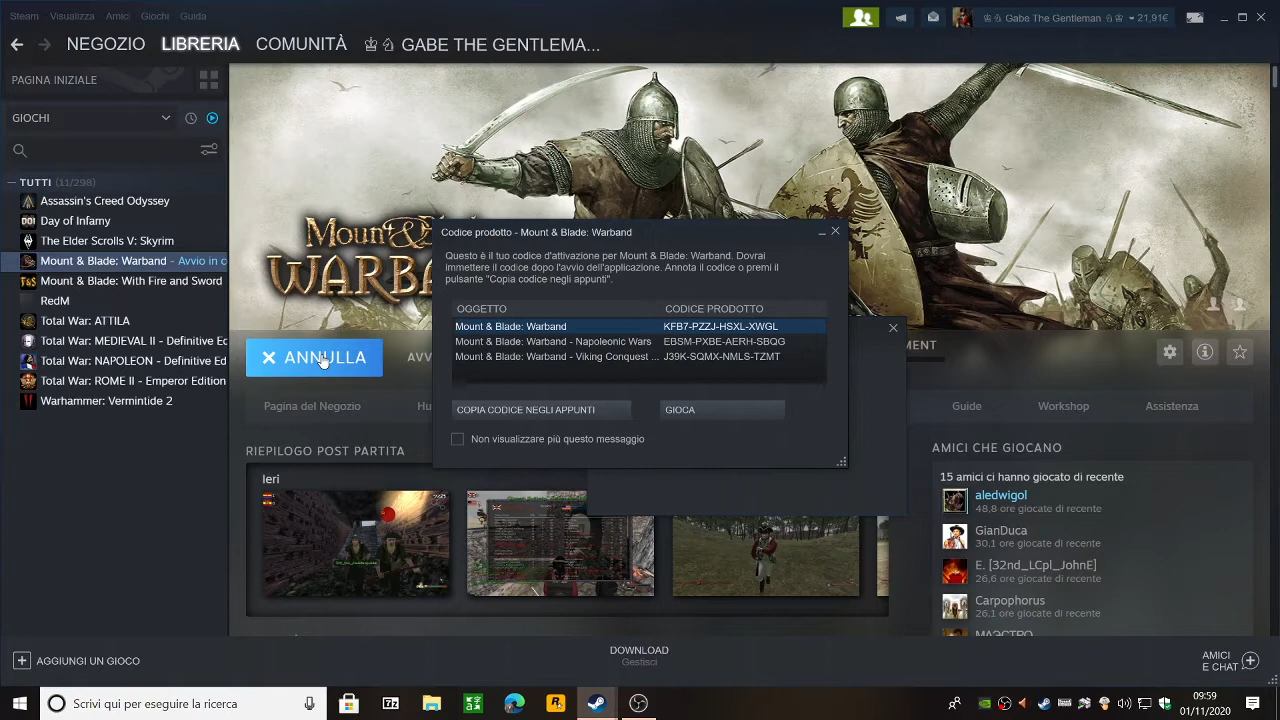 Steam Visualizza Amici Giochi Guida
♔ ♘ Gabe The Gentleman ♘ ♔ 21,91€
NEGOZIO LIBRERIA COMUNITÀ ♔ ♘ GABE THE GENTLEMA...
PAGINA INIZIALE
GIOCHI
TUTTI (11/298)
Assassin's Creed Odyssey
Day of Infamy
The Elder Scrolls V: Skyrim
Mount & Blade: Warband - Avvio in c
Mount & Blade: With Fire and Sword
RedM
Total War: ATTILA
Total War: MEDIEVAL II - Definitive Ed
Total War: NAPOLEON - Definitive Ed
Total War: ROME II - Emperor Edition
Warhammer: Vermintide 2
Codice prodotto - Mount & Blade: Warband
Questo è il tuo codice d'attivazione per Mount & Blade: Warband. Dovrai
immettere il codice dopo l'avvio dell'applicazione. Annota il codice o premi il
pulsante "Copia codice negli appunti".
OGGETTO CODICE PRODOTTO
Mount & Blade: Warband KFB7-PZZJ-HSXL-XWGL
Mount & Blade: Warband - Napoleonic Wars EBSM-PXBE-AERH-SBQG
Mount & Blade: Warband - Viking Conquest ... J39K-SQMX-NMLS-TZMT
COPIA CODICE NEGLI APPUNTI GIOCA
Non visualizzare più questo messaggio
WARBAND
ANNULLA AVV MENT
Pagina del Negozio Hu Guide Workshop Assistenza
RIEPILOGO POST PARTITA
Ieri
AMICI CHE GIOCANO
15 amici ci hanno giocato di recente
aledwigol
48,8 ore giocate di recente
GianDuca
30,1 ore giocate di recente
E. [32nd_LCpl_JohnE]
26,6 ore giocate di recente
Carpophorus
26,1 ore giocate di recente
МАЭСТРО
AGGIUNGI UN GIOCO
DOWNLOAD
Gestisci
AMICI
E CHAT
Scrivi qui per eseguire la ricerca
09:59
01/11/2020